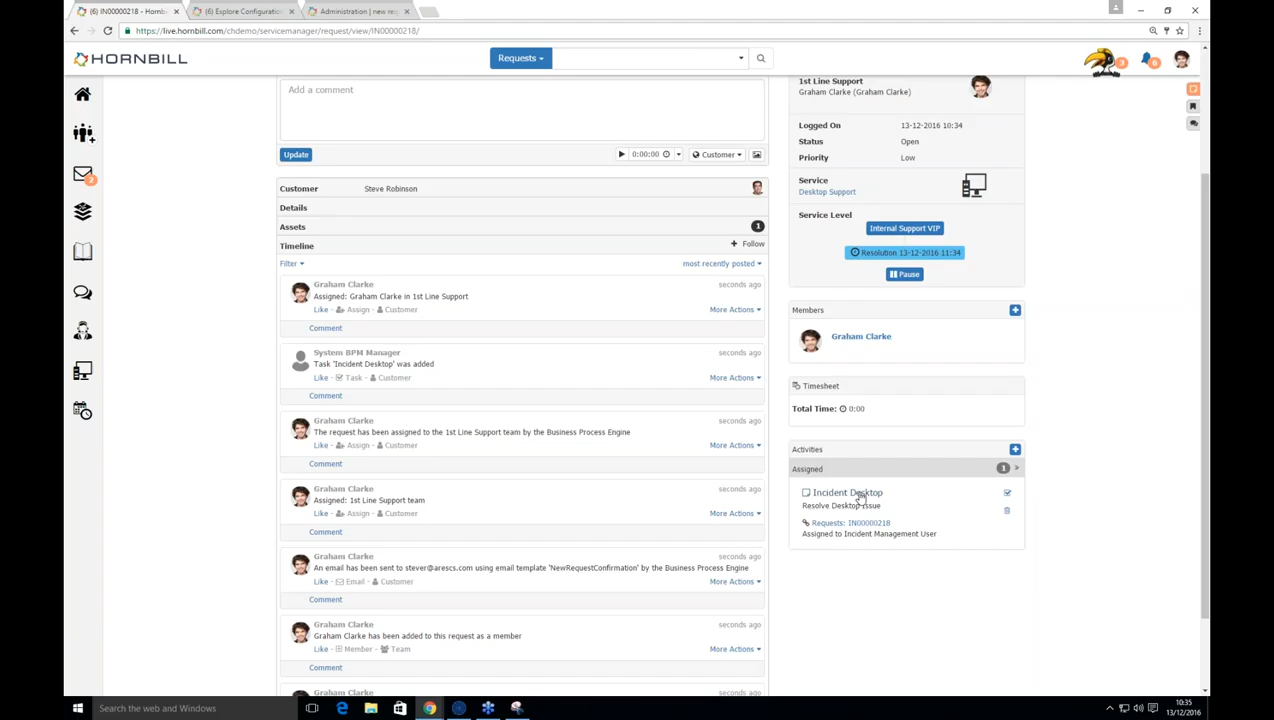 (6) IN00000218 - Hornb
(6) Explore Configuration
Administration | new re
https://live.hornbill.com/chdemo/servicemanager/request/view/IN00000218/
HORNBILL
Requests
3
6
2
Add a comment
Update
0:00:00
Customer
Customer Steve Robinson
Details
Assets 1
Timeline
Follow
Filter
most recently posted
Graham Clarke seconds ago
Assigned: Graham Clarke in 1st Line Support
Like - Assign - Customer More Actions
Comment
System BPM Manager seconds ago
Task 'Incident Desktop' was added
Like - Task - Customer More Actions
Comment
Graham Clarke seconds ago
The request has been assigned to the 1st Line Support team by the Business Process Engine
Like - Assign - Customer More Actions
Comment
Graham Clarke seconds ago
Assigned: 1st Line Support team
Like - Assign - Customer More Actions
Comment
Graham Clarke seconds ago
An email has been sent to stever@arescs.com using email template 'NewRequestConfirmation' by the Business Process Engine
Like - Email - Customer More Actions
Comment
Graham Clarke seconds ago
Graham Clarke has been added to this request as a member
Like - Member - Team More Actions
Comment
Graham Clarke seconds ago
1st Line Support
Graham Clarke (Graham Clarke)
Logged On 13-12-2016 10:34
Status Open
Priority Low
Service
Desktop Support
Service Level
Internal Support VIP
Resolution 13-12-2016 11:34
Pause
Members
Graham Clarke
Timesheet
Total Time: 0:00
Activities
Assigned 1 »
Incident Desktop
Resolve Desktop Issue
Requests: IN00000218
Assigned to Incident Management User
Search the web and Windows
10:35
13/12/2016